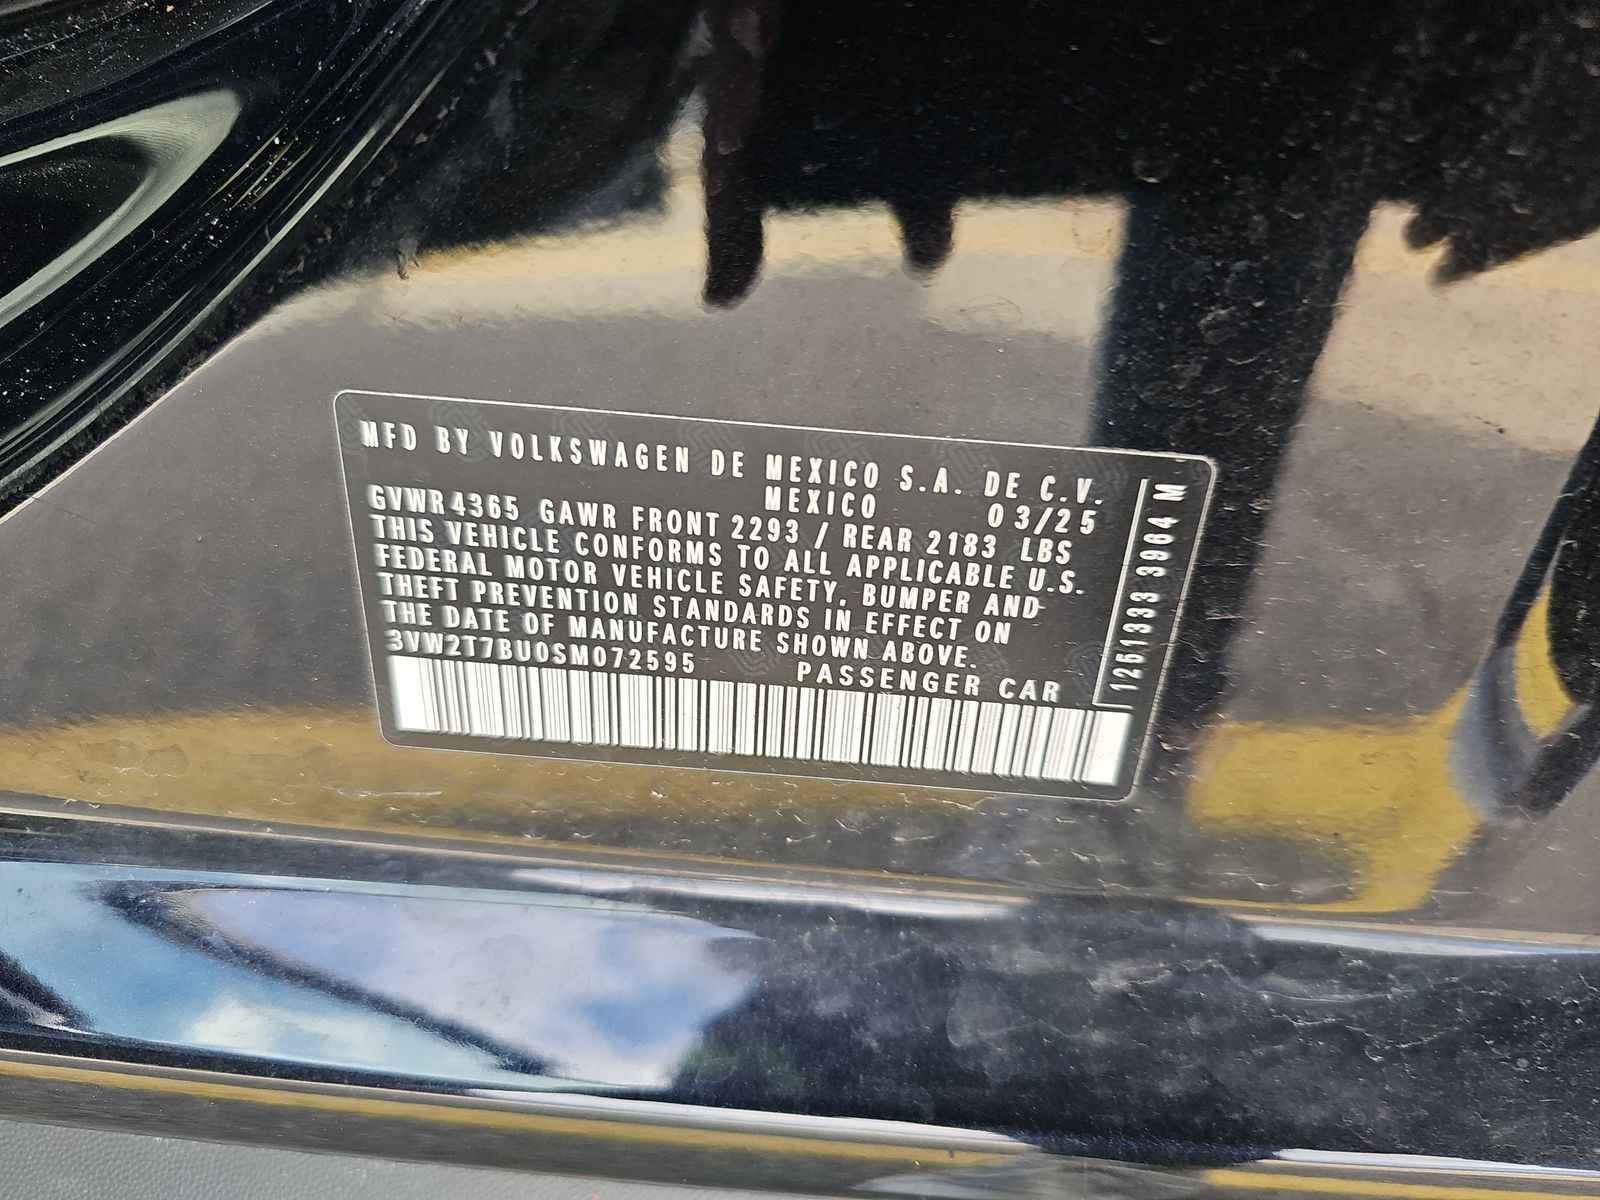 MFD BY VOLKSWAGEN DE MEXICO S.A. DE C.V.
MEXICO 03/25
GVWR 4365 GAWR FRONT 2293 / REAR 2183 LBS
THIS VEHICLE CONFORMS TO ALL APPLICABLE U.S.
FEDERAL MOTOR VEHICLE SAFETY, BUMPER AND
THEFT PREVENTION STANDARDS IN EFFECT ON
THE DATE OF MANUFACTURE SHOWN ABOVE.
3VW2T7BU0SM072595 PASSENGER CAR
1251333 3964 M